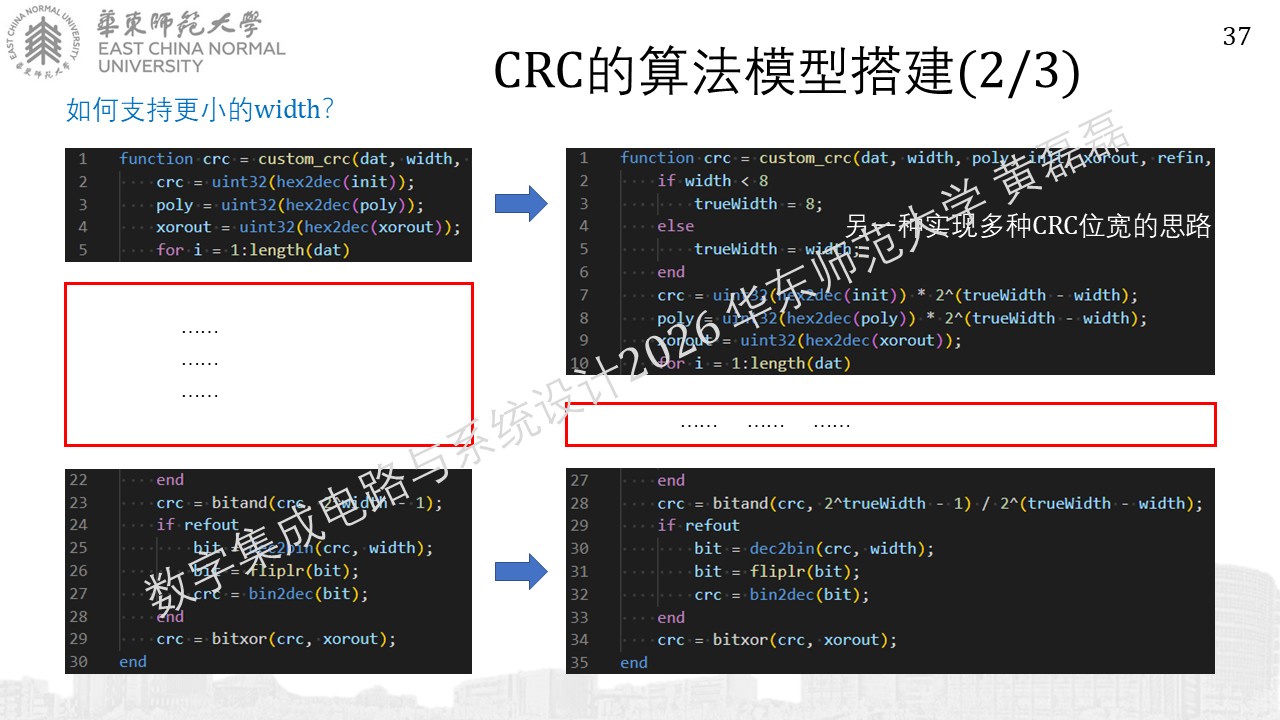 華東師範大學
EAST CHINA NORMAL
UNIVERSITY
EAST CHINA NORMAL UNIVERSITY
華東師範大學
37
CRC的算法模型搭建(2/3)
如何支持更小的width?
1 function crc = custom_crc(dat, width,
2 crc = uint32(hex2dec(init));
3 poly = uint32(hex2dec(poly));
4 xorout = uint32(hex2dec(xorout));
5 for i = 1:length(dat)
……
……
……
22 end
23 crc = bitand(crc, 2^width - 1);
24 if refout
25 bit = dec2bin(crc, width);
26 bit = fliplr(bit);
27 crc = bin2dec(bit);
28 end
29 crc = bitxor(crc, xorout);
30 end
1 function crc = custom_crc(dat, width, poly, init, xorout, refin,
2 if width < 8
3 trueWidth = 8;
4 else
5 trueWidth = width;
6 end
7 crc = uint32(hex2dec(init)) * 2^(trueWidth - width);
8 poly = uint32(hex2dec(poly)) * 2^(trueWidth - width);
9 xorout = uint32(hex2dec(xorout));
10 for i = 1:length(dat)
另一种实现多种CRC位宽的思路
…… …… ……
27 end
28 crc = bitand(crc, 2^trueWidth - 1) / 2^(trueWidth - width);
29 if refout
30 bit = dec2bin(crc, width);
31 bit = fliplr(bit);
32 crc = bin2dec(bit);
33 end
34 crc = bitxor(crc, xorout);
35 end
数字集成电路与系统设计2026 华东师范大学 黄磊磊